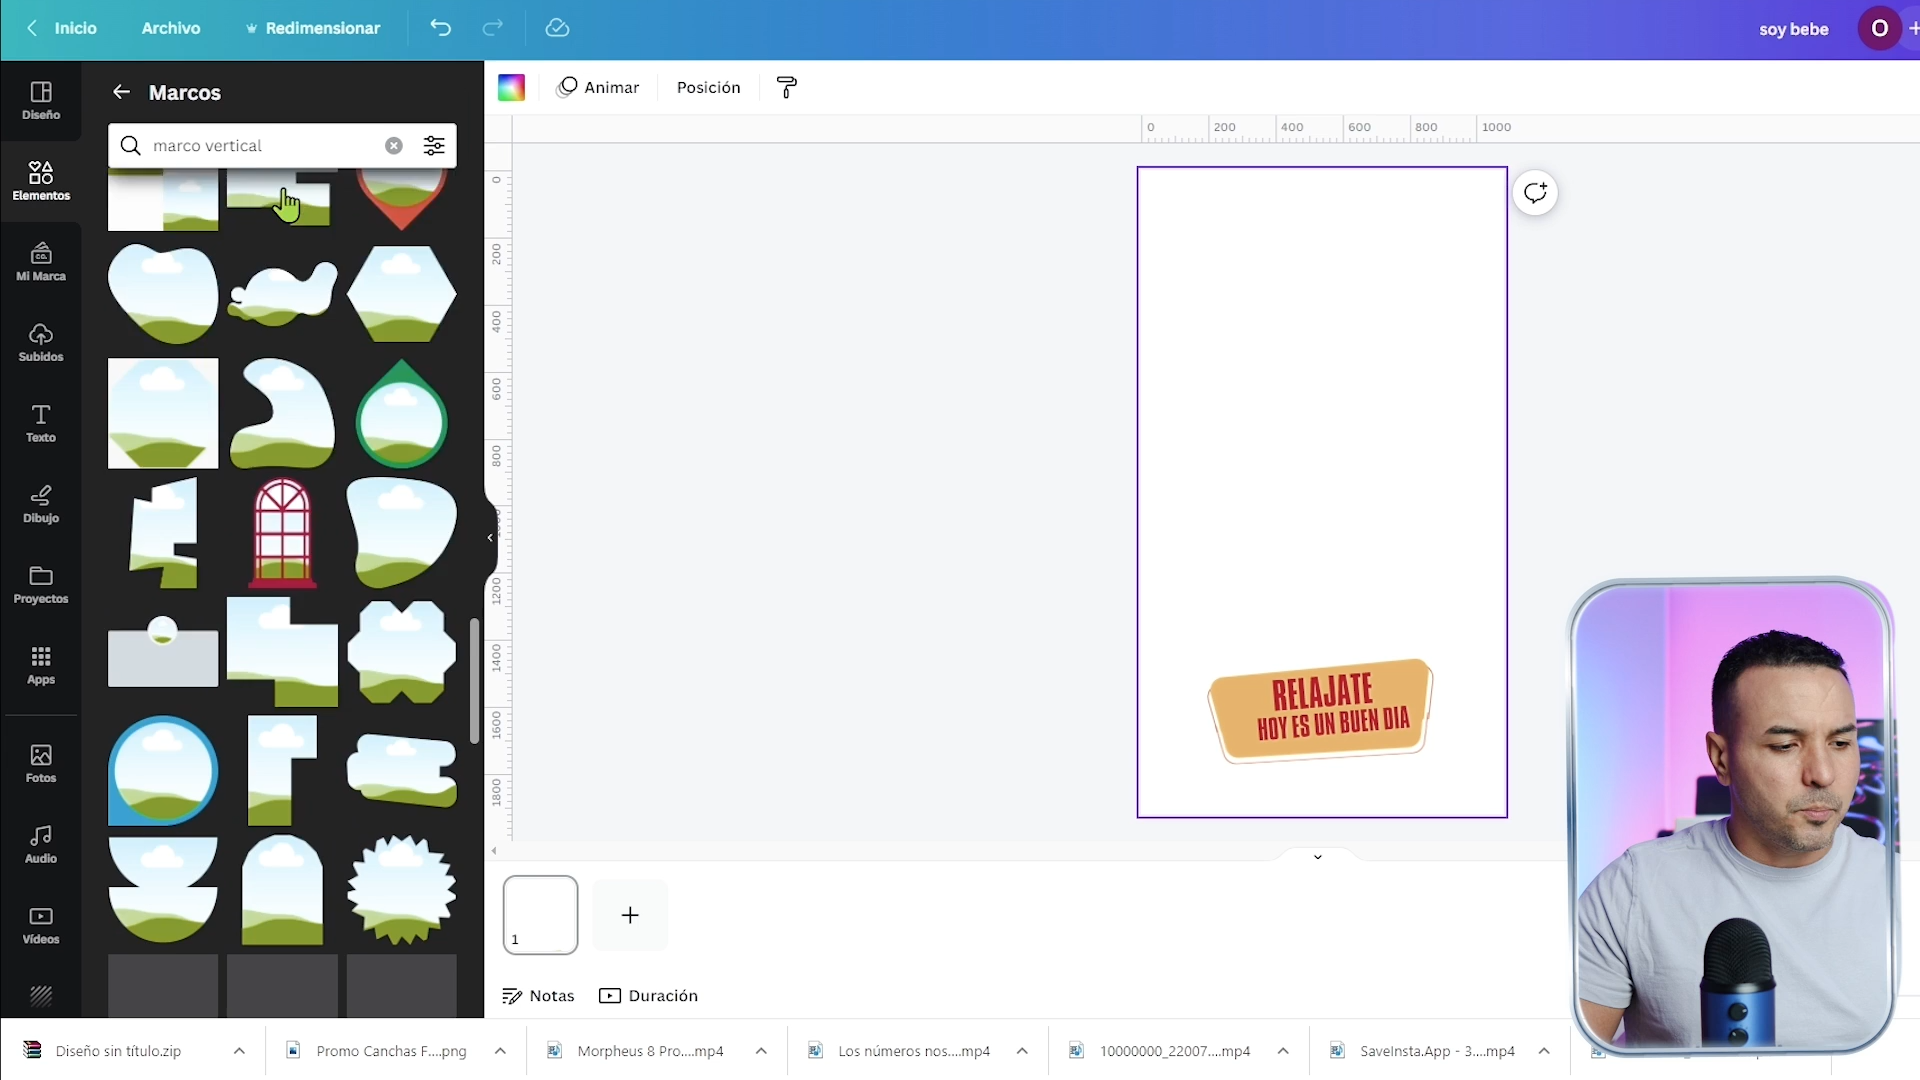 Inicio
Archivo
Redimensionar
soy bebe
O
Diseño
Elementos
Mi Marca
Subidos
Texto
Dibujo
Proyectos
Apps
Fotos
Audio
Vídeos
Marcos
marco vertical
Animar
Posición
0 200 400 600 800 1000
0
200
400
600
800
1200
1400
1600
1800
RELAJATE
HOY ES UN BUEN DIA
1
Notas
Duración
Diseño sin título.zip
Promo Canchas F....png
Morpheus 8 Pro....mp4
Los números nos....mp4
10000000_22007....mp4
SaveInsta.App - 3....mp4